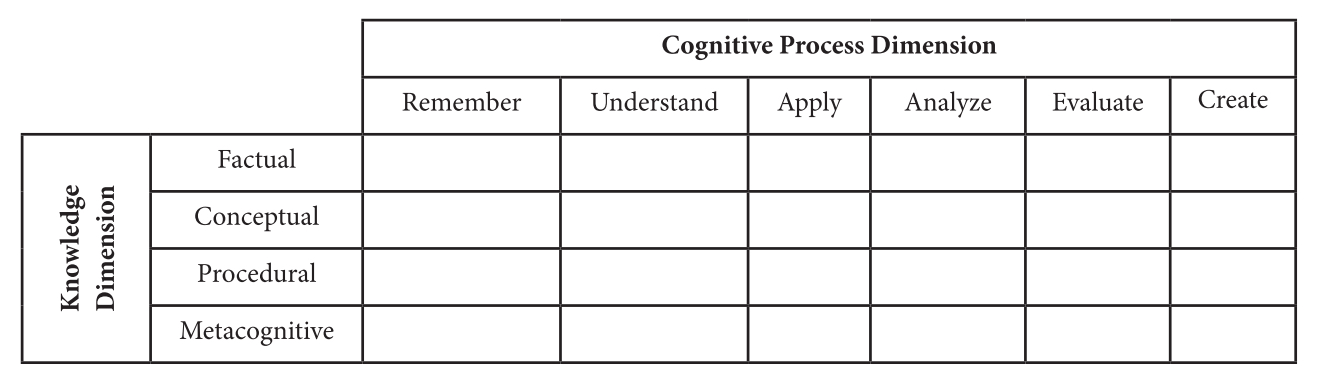 Cognitive Process Dimension
Remember Understand Apply Analyze Evaluate Create
Knowledge
Dimension
Factual
Conceptual
Procedural
Metacognitive